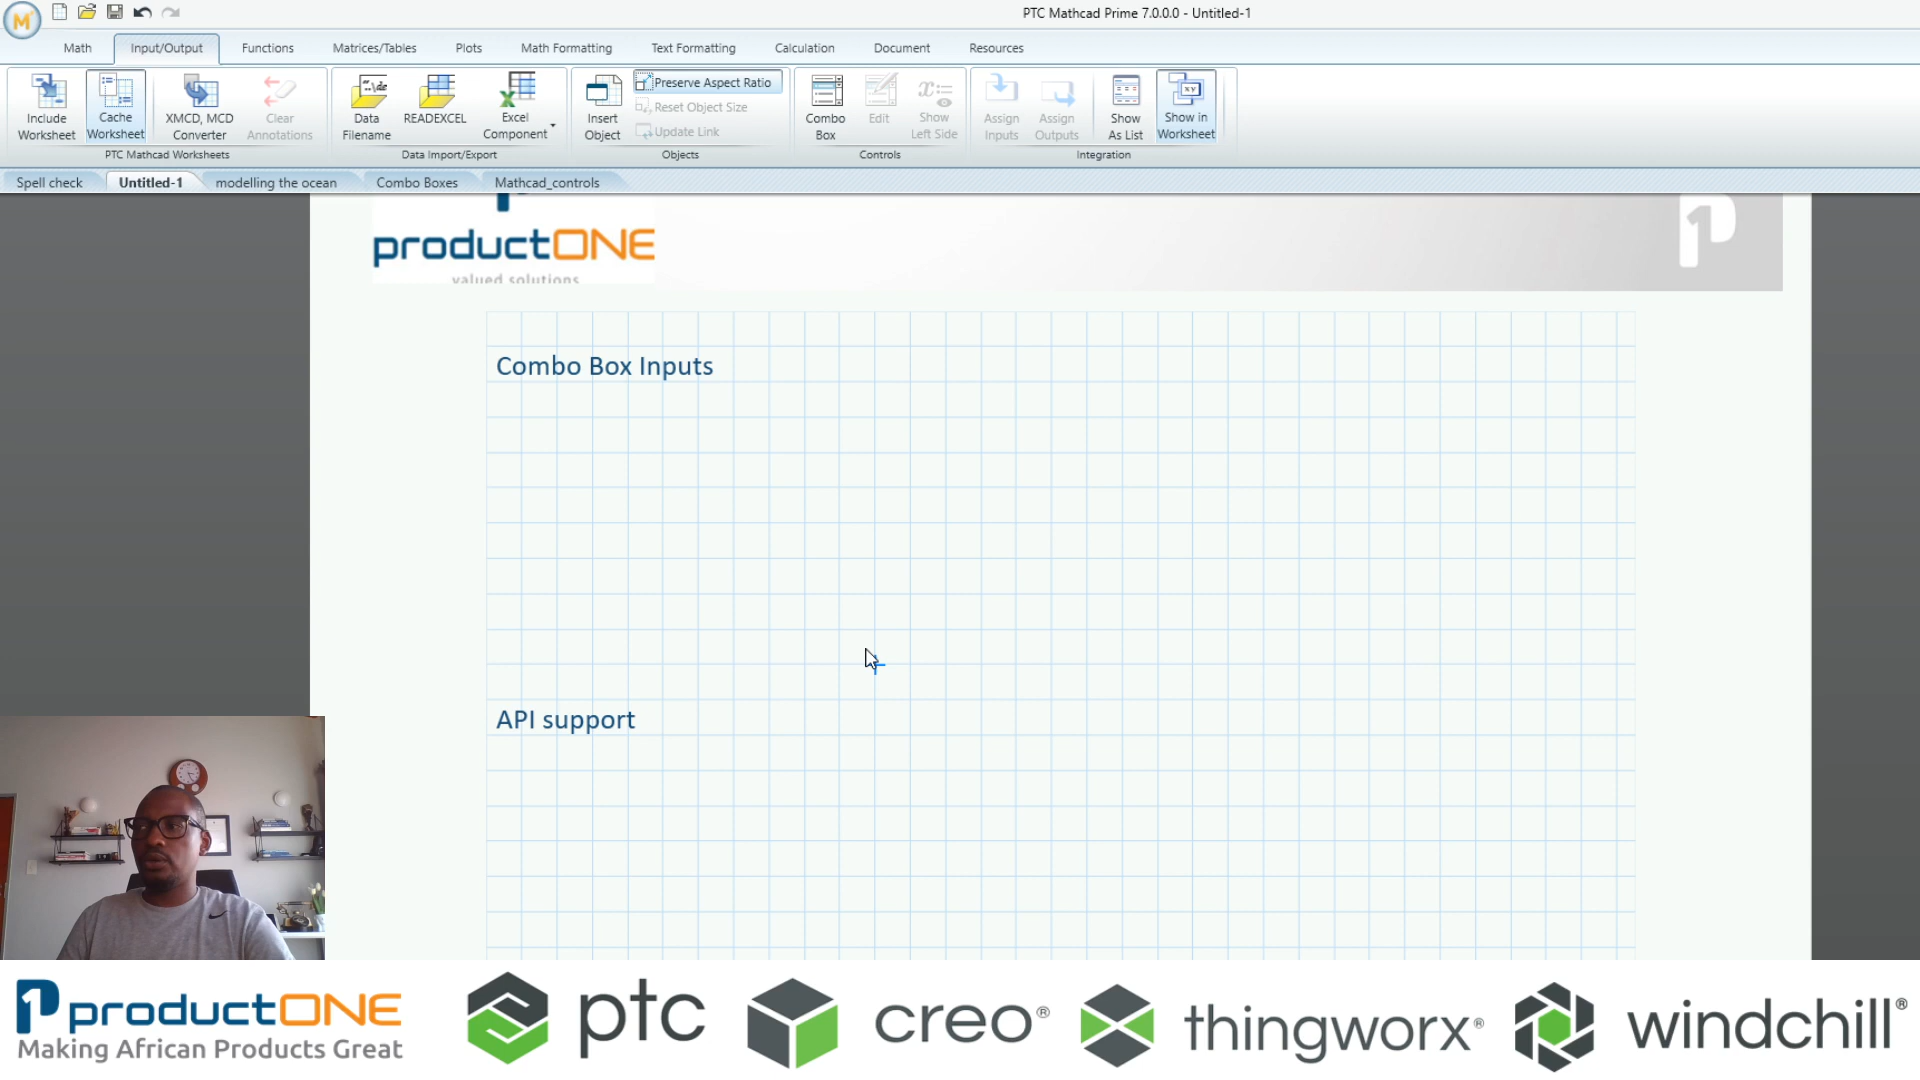 PTC Mathcad Prime 7.0.0.0 - Untitled-1
Math Input/Output Functions Matrices/Tables Plots Math Formatting Text Formatting Calculation Document Resources
Include Worksheet
Cache Worksheet
XMCD, MCD Converter
Clear Annotations
PTC Mathcad Worksheets
Data Filename
READEXCEL
Excel Component
Data Import/Export
Insert Object
Preserve Aspect Ratio
Reset Object Size
Update Link
Objects
Combo Box
Edit
Show Left Side
Controls
Assign Inputs
Assign Outputs
Show As List
Show in Worksheet
Integration
Spell check Untitled-1 modelling the ocean Combo Boxes Mathcad_controls
productONE
valued solutions
Combo Box Inputs
API support
productONE
Making African Products Great
ptc
creo®
thingworx®
windchill®